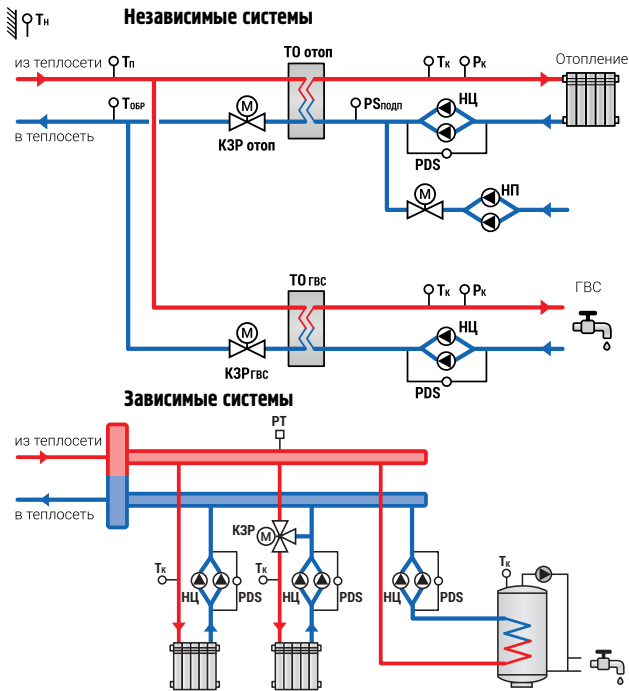 Независимые системы
Tн
из теплосети
Tп
ТО отоп
Tк
Pк
Отопление
в теплосеть
Tобр
М
КЗР отоп
PSподп
НЦ
PDS
М
НП
ТО гвс
Tк
Pк
ГВС
М
КЗРгвс
НЦ
PDS
Зависимые системы
РТ
из теплосети
в теплосеть
КЗР
М
Tк
НЦ
PDS
Tк
НЦ
PDS
НЦ
PDS
Tк